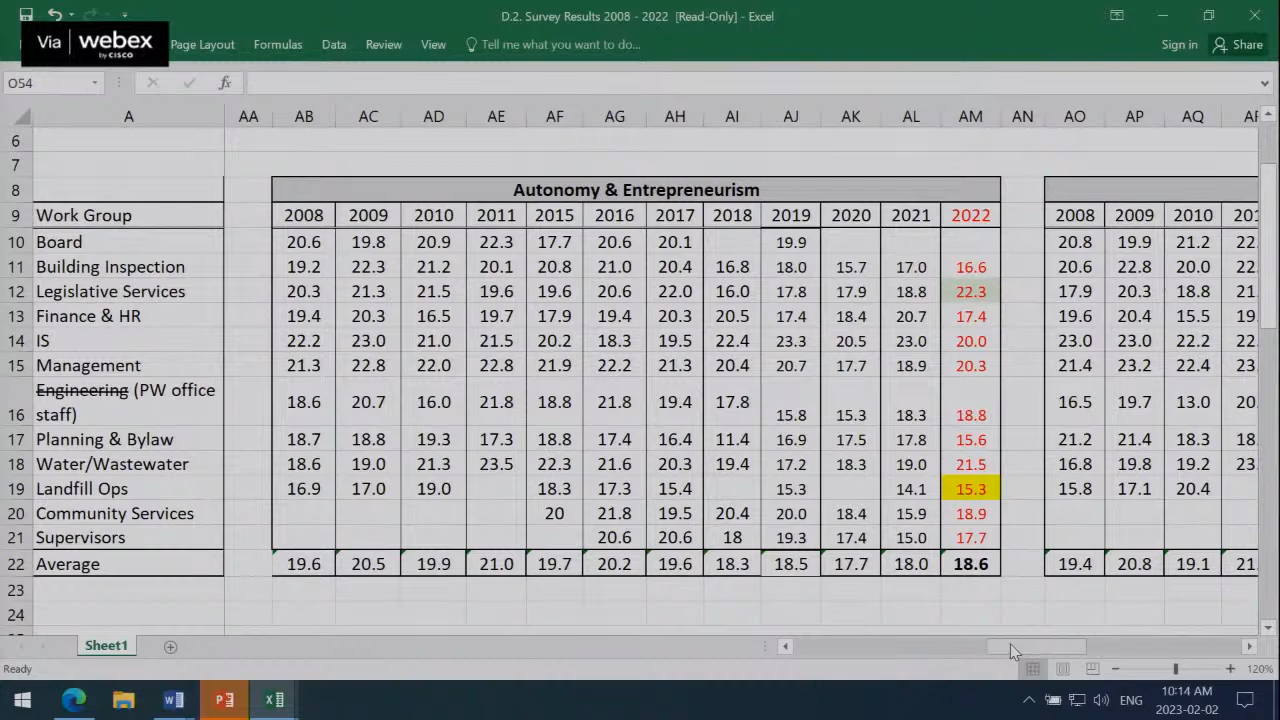 D.2. Survey Results 2008 - 2022 [Read-Only] - Excel
Via webex by CISCO
Page Layout Formulas Data Review View Tell me what you want to do... Sign in Share
O54 fx
A AA AB AC AD AE AF AG AH AI AJ AK AL AM AN AO AP AQ
6
7
8 Autonomy & Entrepreneurism
9 Work Group 2008 2009 2010 2011 2015 2016 2017 2018 2019 2020 2021 2022 2008 2009 2010
10 Board 20.6 19.8 20.9 22.3 17.7 20.6 20.1 19.9 20.8 19.9 21.2
11 Building Inspection 19.2 22.3 21.2 20.1 20.8 21.0 20.4 16.8 18.0 15.7 17.0 16.6 20.6 22.8 20.0
12 Legislative Services 20.3 21.3 21.5 19.6 19.6 20.6 22.0 16.0 17.8 17.9 18.8 22.3 17.9 20.3 18.8
13 Finance & HR 19.4 20.3 16.5 19.7 17.9 19.4 20.3 20.5 17.4 18.4 20.7 17.4 19.6 20.4 15.5
14 IS 22.2 23.0 21.0 21.5 20.2 18.3 19.5 22.4 23.3 20.5 23.0 20.0 23.0 23.0 22.2
15 Management 21.3 22.8 22.0 22.8 21.9 22.2 21.3 20.4 20.7 17.7 18.9 20.3 21.4 23.2 22.4
Engineering (PW office
16 staff) 18.6 20.7 16.0 21.8 18.8 21.8 19.4 17.8 15.8 15.3 18.3 18.8 16.5 19.7 13.0
17 Planning & Bylaw 18.7 18.8 19.3 17.3 18.8 17.4 16.4 11.4 16.9 17.5 17.8 15.6 21.2 21.4 18.3
18 Water/Wastewater 18.6 19.0 21.3 23.5 22.3 21.6 20.3 19.4 17.2 18.3 19.0 21.5 16.8 19.8 19.2
19 Landfill Ops 16.9 17.0 19.0 18.3 17.3 15.4 15.3 14.1 15.3 15.8 17.1 20.4
20 Community Services 20 21.8 19.5 20.4 20.0 18.4 15.9 18.9
21 Supervisors 20.6 20.6 18 19.3 17.4 15.0 17.7
22 Average 19.6 20.5 19.9 21.0 19.7 20.2 19.6 18.3 18.5 17.7 18.0 18.6 19.4 20.8 19.1
23
24
Sheet1
Ready 120%
ENG 10:14 AM
2023-02-02